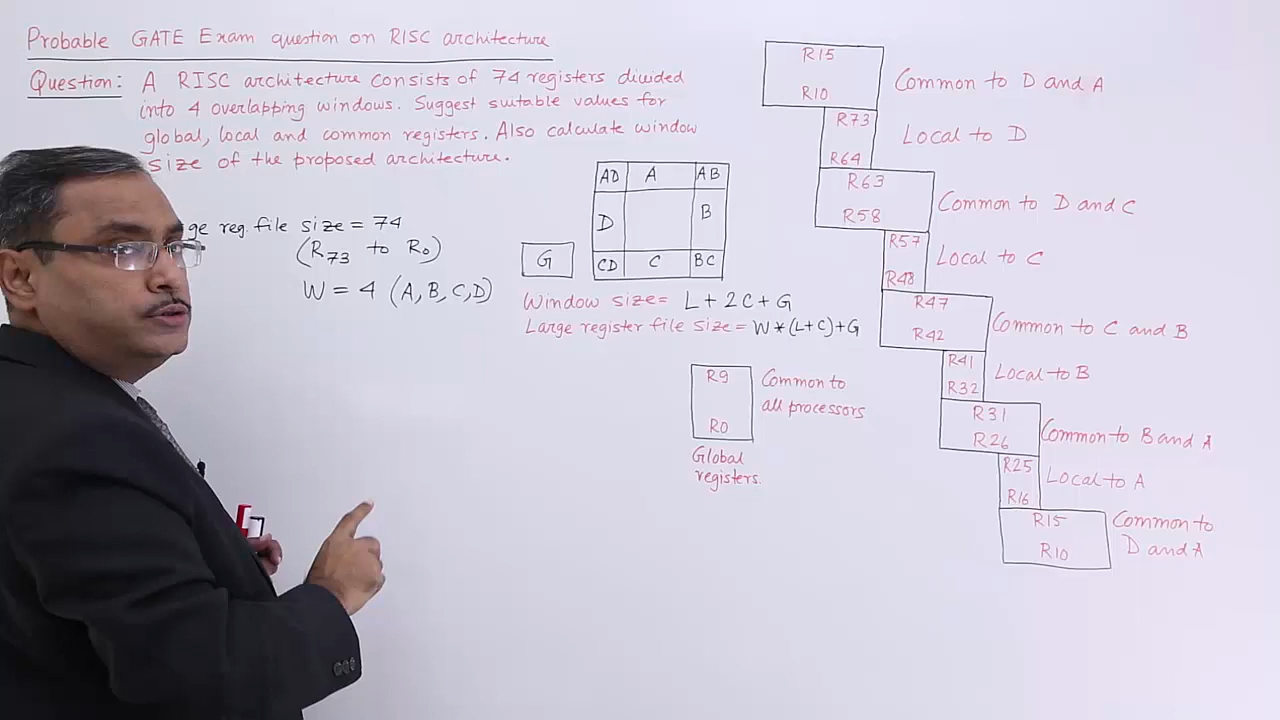 Probable GATE Exam question on RISC architecture
Question: A RISC architecture consists of 74 registers divided
into 4 overlapping windows. Suggest suitable values for
global, local and common registers. Also calculate window
size of the proposed architecture.
reg. file size = 74
(R73 to R0)
W = 4 (A, B, C, D)
AD A AB
D B
CD C BC
G
Window size= L + 2C + G
Large register file size= W*(L+C)+G
R9
R0
Common to
all processors
Global
registers.
R15
R10
Common to D and A
R73
R64
Local to D
R63
R58
Common to D and C
R57
R48
Local to C
R47
R42
Common to C and B
R41
R32
Local to B
R31
R26
Common to B and A
R25
R16
Local to A
R15
R10
Common to
D and A